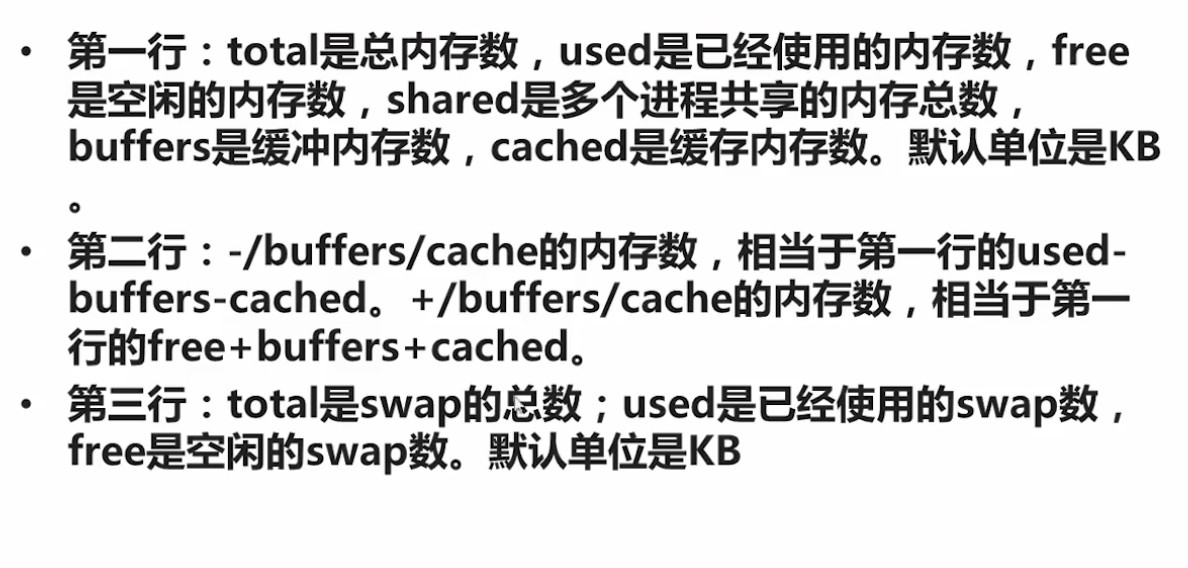 • 第一行：total是总内存数，used是已经使用的内存数，free
是空闲的内存数，shared是多个进程共享的内存总数，
buffers是缓冲内存数，cached是缓存内存数。默认单位是KB
。
• 第二行：-/buffers/cache的内存数，相当于第一行的used-
buffers-cached。+/buffers/cache的内存数，相当于第一
行的free+buffers+cached。
• 第三行：total是swap的总数；used是已经使用的swap数，
free是空闲的swap数。默认单位是KB